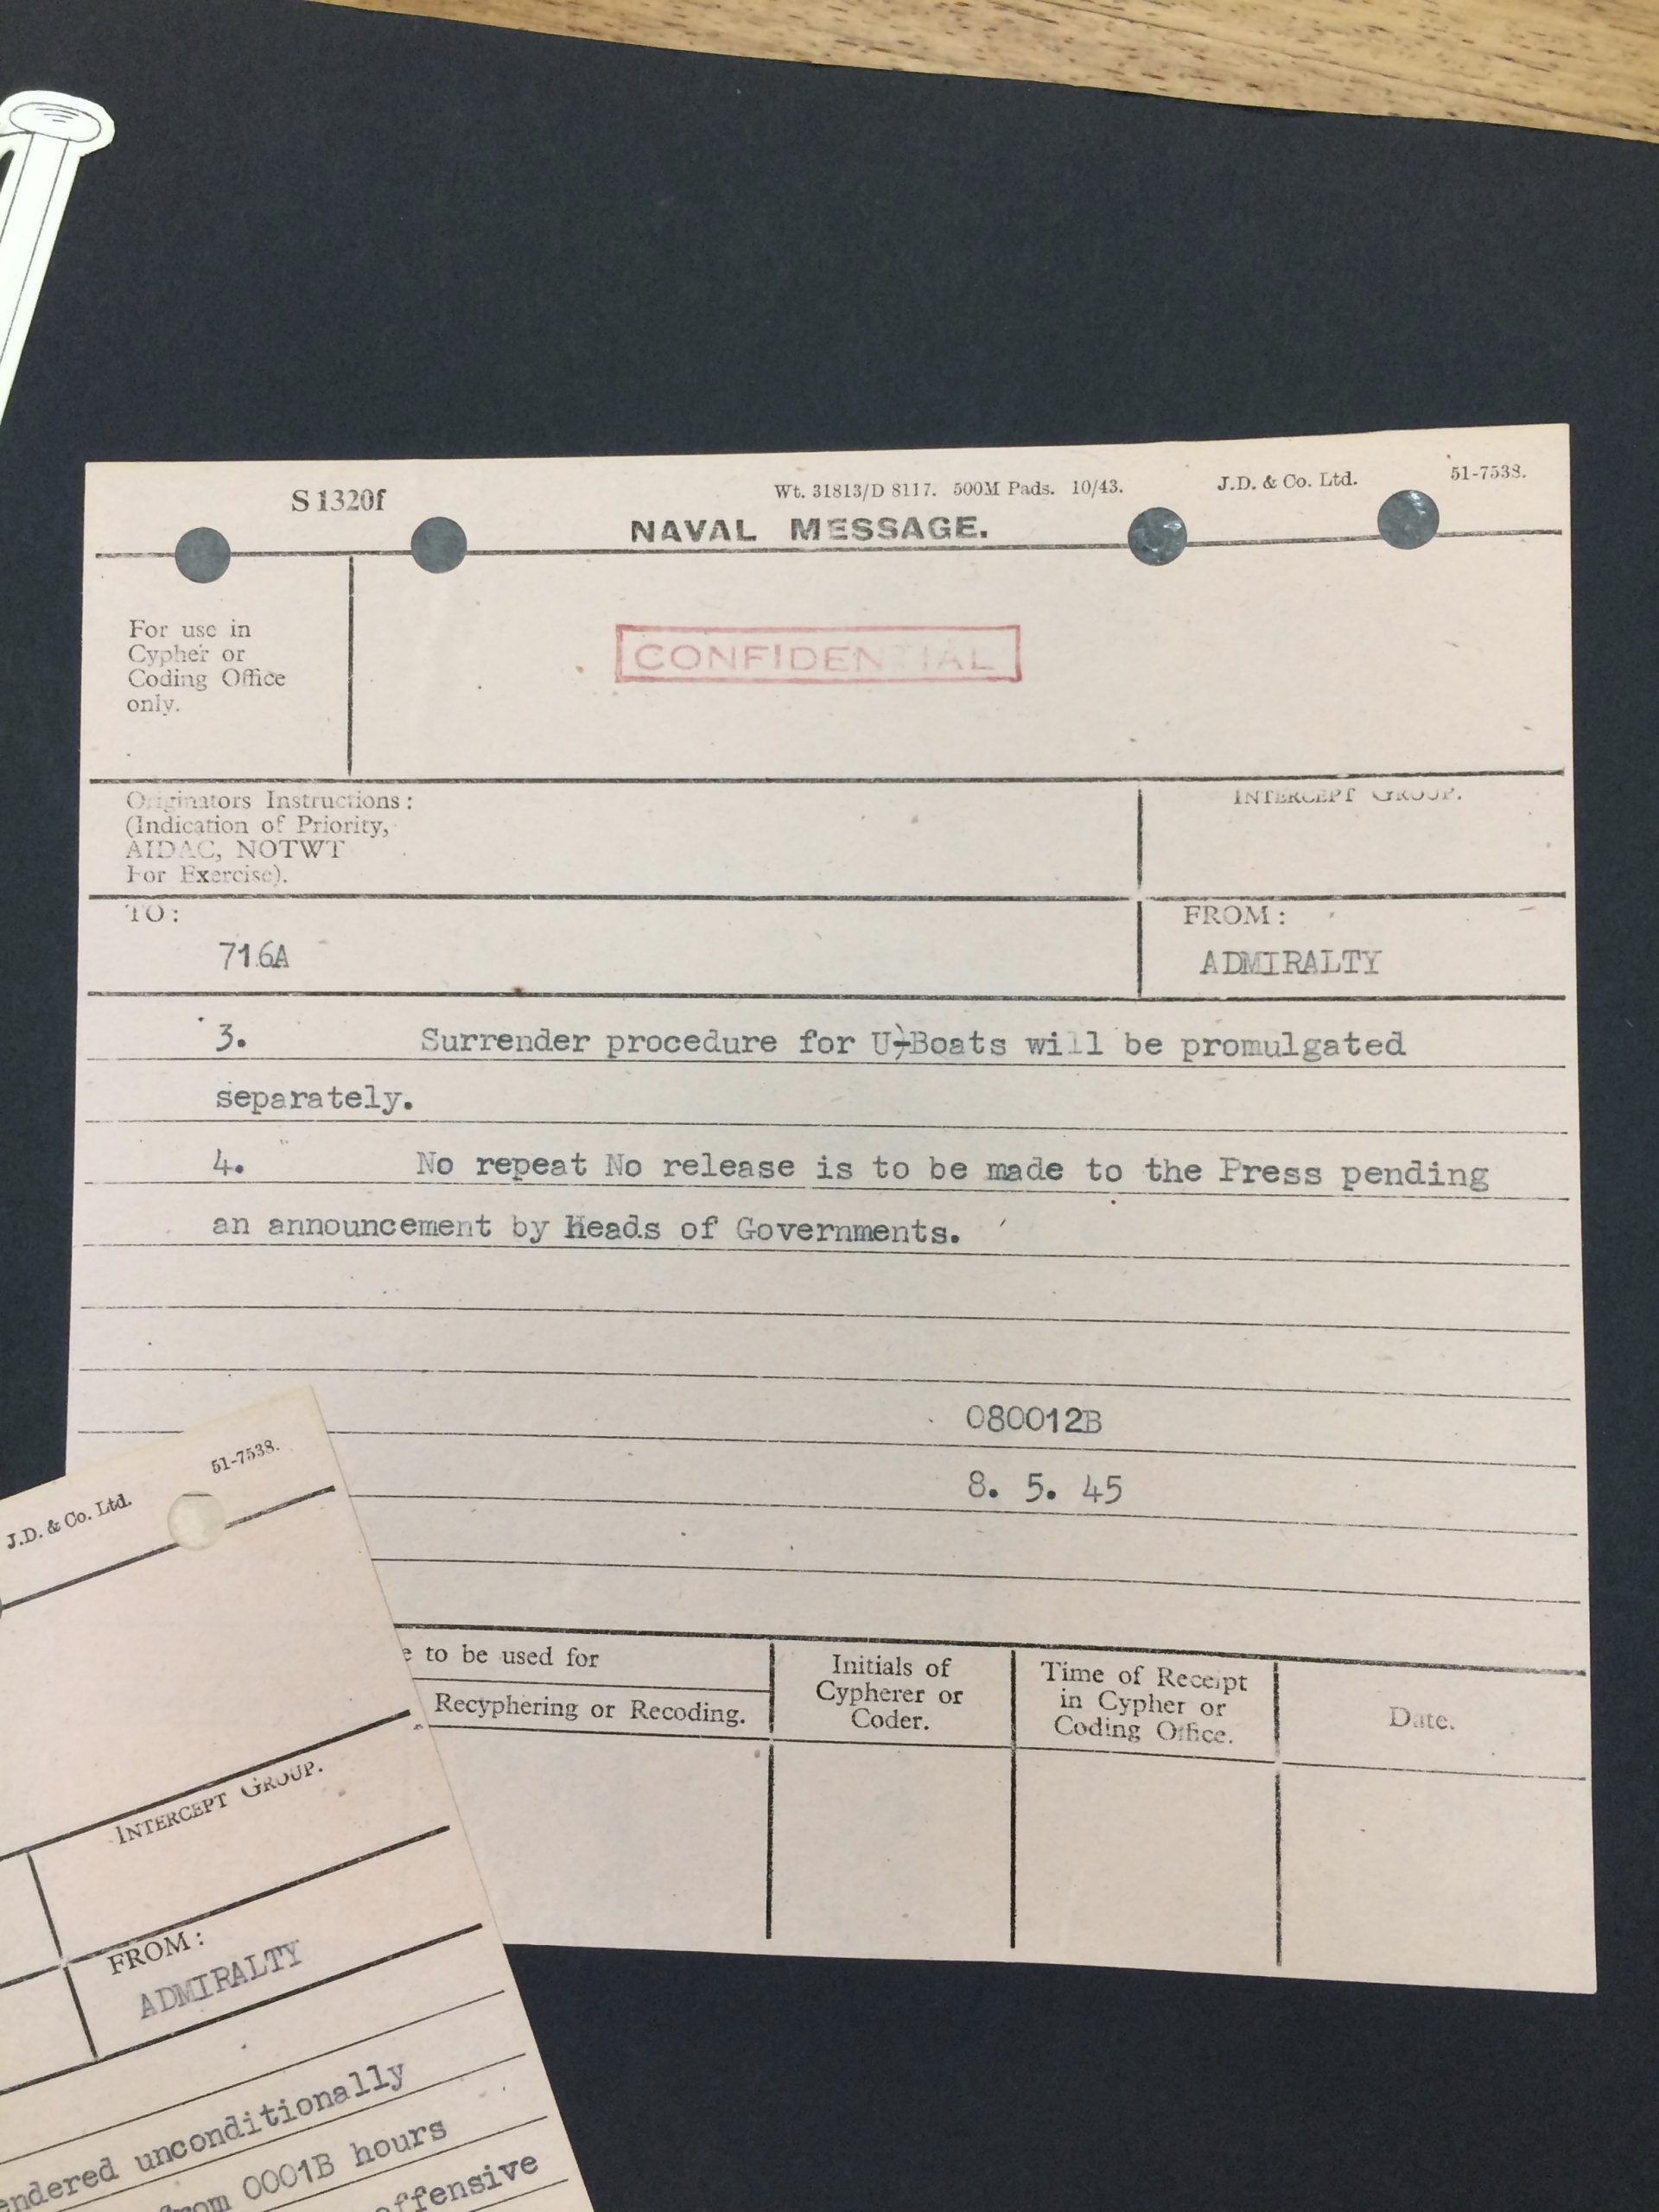 S 1320f
Wt. 31813/D 8117. 500M Pads. 10/43.
J.D. & Co. Ltd.
51-7538.
NAVAL MESSAGE.
For use in
Cypher or
Coding Office
only.
CONFIDENTIAL
Originators Instructions:
(Indication of Priority,
AIDAC, NOTWT
For Exercise).
INTERCEPT GROUP.
TO:
716A
FROM:
ADMIRALTY
3. Surrender procedure for U-Boats will be promulgated
separately.
4. No repeat No release is to be made to the Press pending
an announcement by Heads of Governments.
080012B
8. 5. 45
e to be used for
Recyphering or Recoding.
Initials of
Cypherer or
Coder.
Time of Receipt
in Cypher or
Coding Office.
Date.
J.D. & Co. Ltd.
51-7538.
INTERCEPT GROUP.
FROM:
ADMIRALTY
endered unconditionally
from 0001B hours
offensive